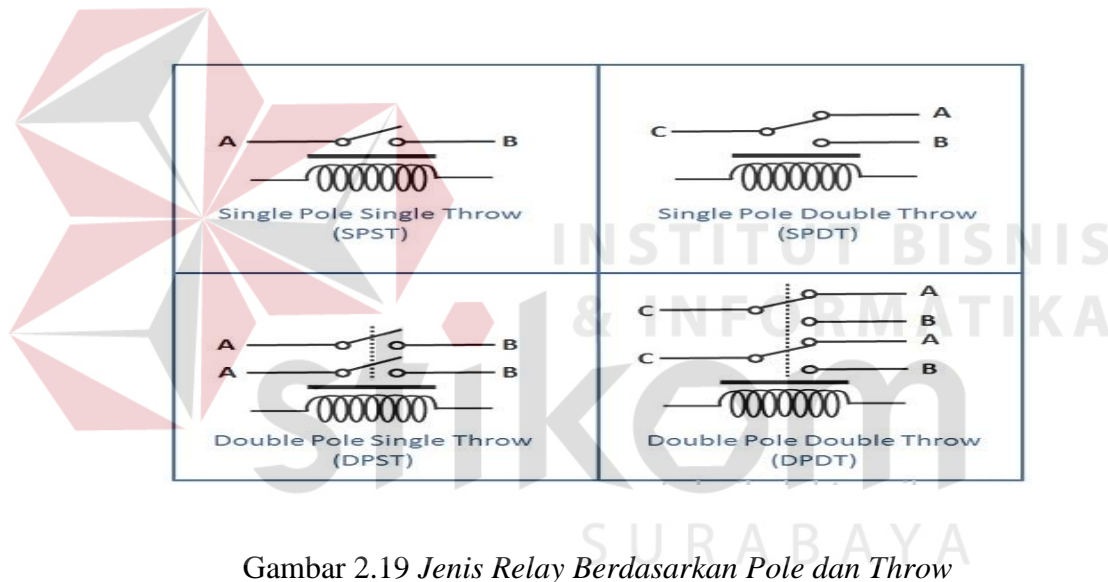 A
B
Single Pole Single Throw
(SPST)
C
A
B
Single Pole Double Throw
(SPDT)
A
B
A
B
Double Pole Single Throw
(DPST)
C
A
B
C
A
B
Double Pole Double Throw
(DPDT)
INSTITUT BISNIS
& INFORMATIKA
stikom
SURABAYA
Gambar 2.19 Jenis Relay Berdasarkan Pole dan Throw